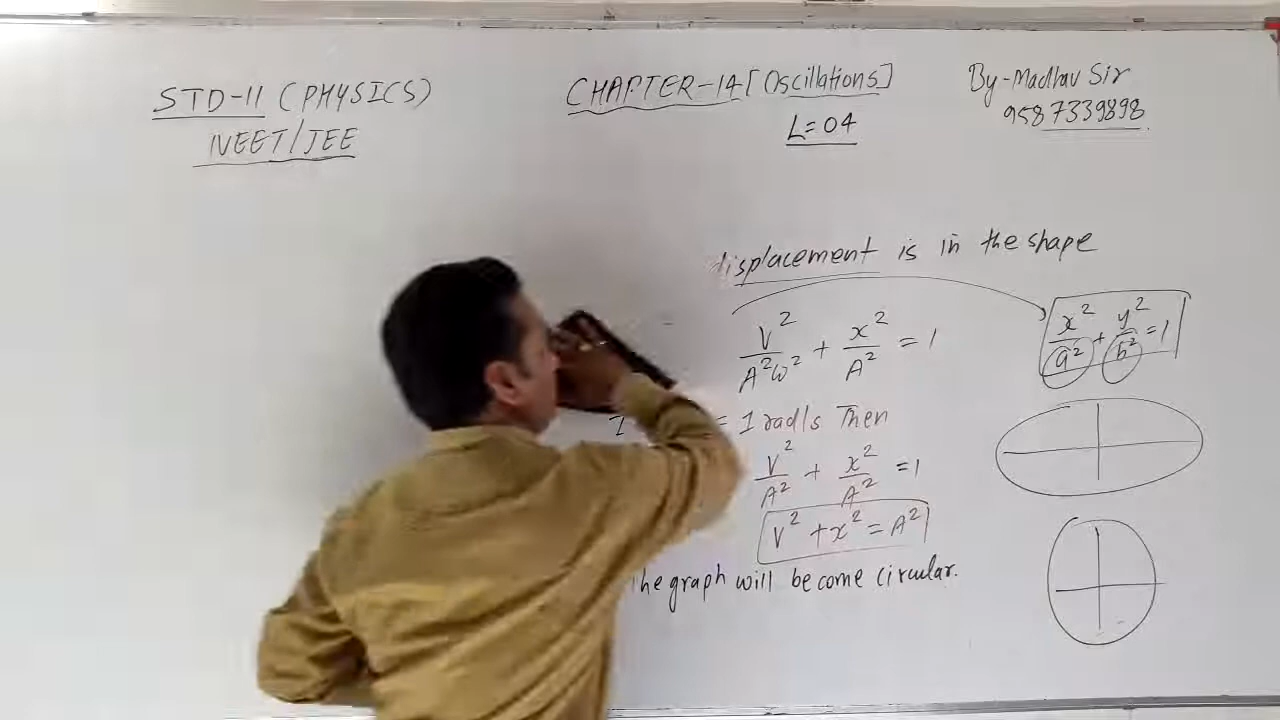 STD-11 (PHYSICS)
NEET/JEE
CHAPTER-14 [Oscillations]
L=04
By-Madhav Sir
9587339898
displacement is in the shape
V²/A²ω² + x²/A² = 1
x²/a² + y²/b² = 1
= 1 rad/s Then
V²/A² + x²/A² = 1
V² + x² = A²
the graph will become circular.